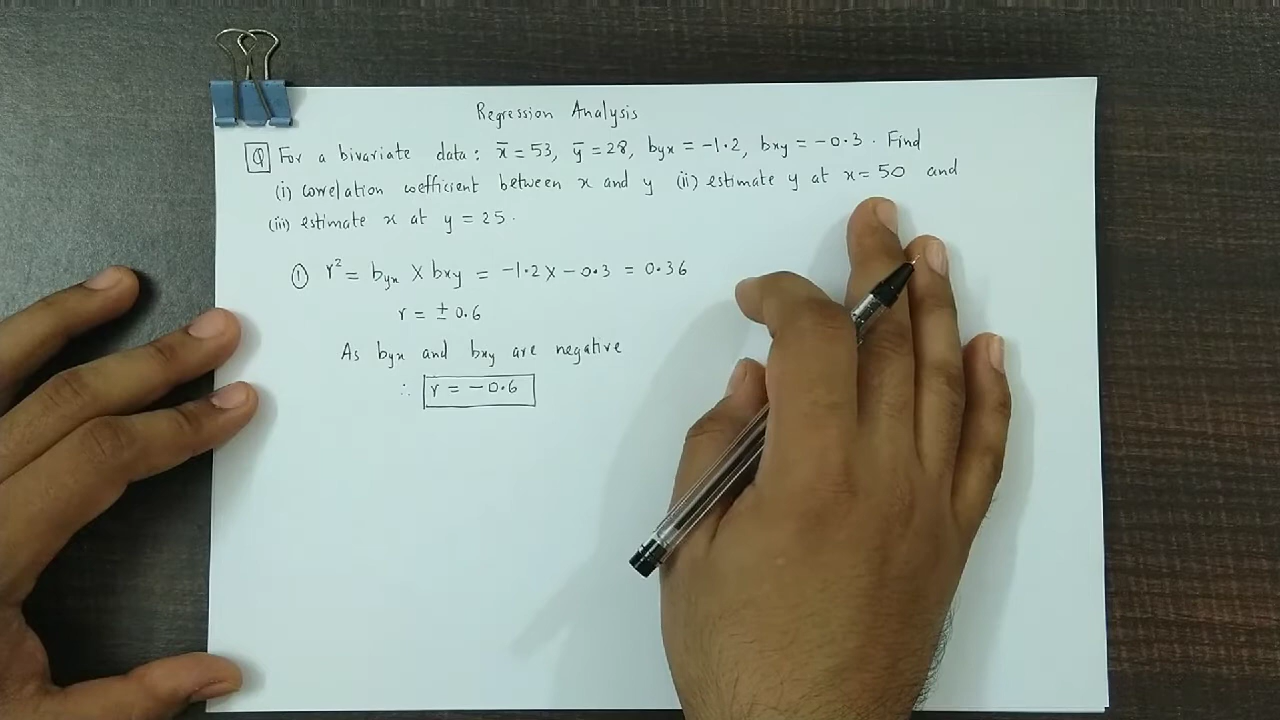 Regression Analysis
Q For a bivariate data: x̄ = 53, ȳ = 28, byx = -1.2, bxy = -0.3. Find
(i) correlation coefficient between x and y (ii) estimate y at x = 50 and
(iii) estimate x at y = 25.
① r² = byx × bxy = -1.2 × -0.3 = 0.36
r = ± 0.6
As byx and bxy are negative
∴ r = -0.6